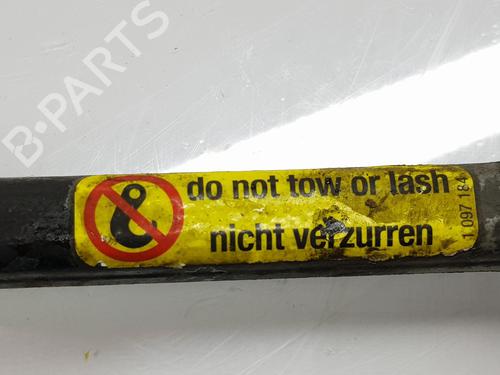 B-PARTS
do not tow or lash
nicht verzurren
1 097 184